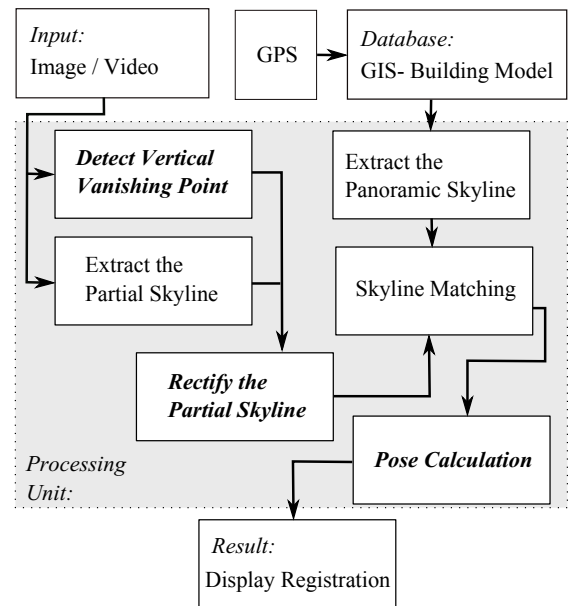 Input:
Image / Video
GPS
Database:
GIS- Building Model
Detect Vertical
Vanishing Point
Extract the
Panoramic Skyline
Extract the
Partial Skyline
Skyline Matching
Rectify the
Partial Skyline
Pose Calculation
Processing
Unit:
Result:
Display Registration